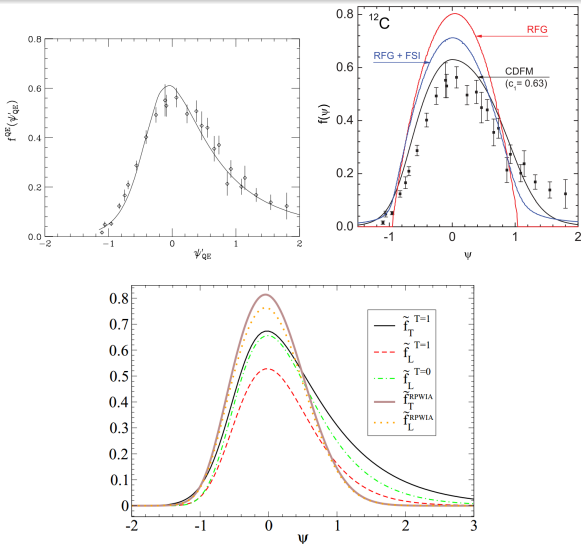 0.8
0.6
0.4
0.2
0.0
−2
−1
0
1
2
f^QE(ψ'_QE)
ψ'_QE
¹²C
0.8
0.6
0.4
0.2
0.0
-1
0
1
2
f(ψ)
ψ
RFG
RFG + FSI
CDFM
(c₁= 0.63)
0.8
0.7
0.6
0.5
0.4
0.3
0.2
0.1
0
-2
-1
0
1
2
3
ψ
f̃_T^T=1
f̃_L^T=1
f̃_L^T=0
f̃_T^RPWIA
f̃_L^RPWIA